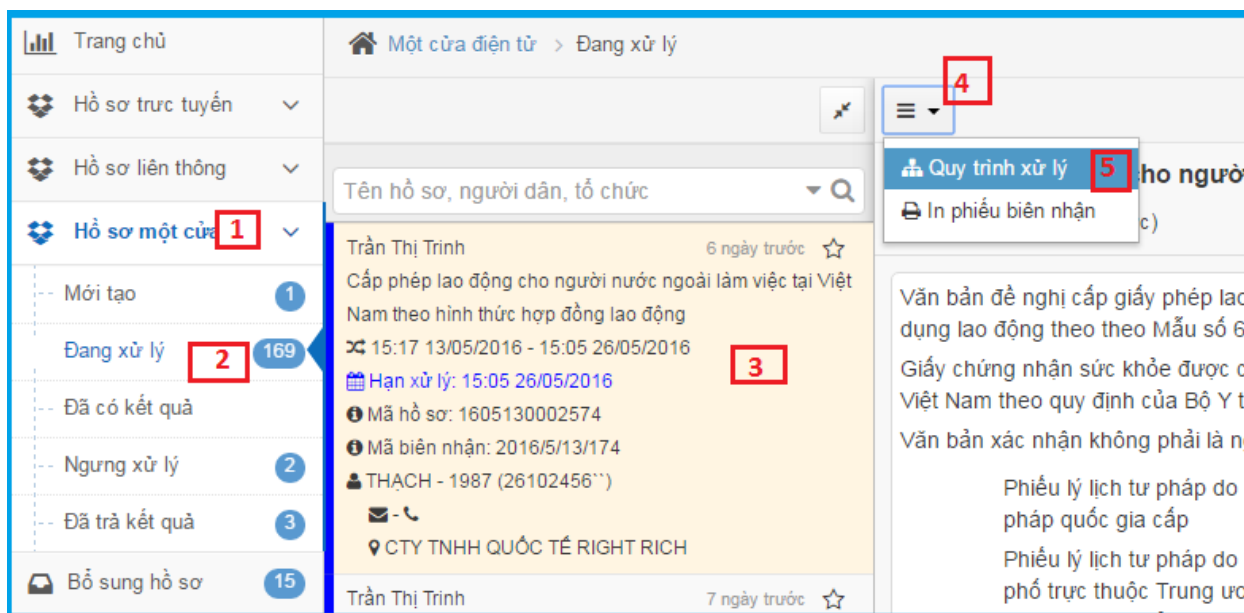 Trang chủ
Hồ sơ trưc tuyến
Hồ sơ liên thông
Hồ sơ một cửa 1
Mới tạo 1
Đang xử lý 2 169
Đã có kết quả
Ngưng xử lý 2
Đã trả kết quả 3
Bổ sung hồ sơ 15
Một cửa điện tử > Đang xử lý
Tên hồ sơ, người dân, tổ chức
Trần Thị Trinh 6 ngày trước
Cấp phép lao động cho người nước ngoài làm việc tại Việt
Nam theo hình thức hợp đồng lao động
15:17 13/05/2016 - 15:05 26/05/2016
3
Hạn xử lý: 15:05 26/05/2016
Mã hồ sơ: 1605130002574
Mã biên nhận: 2016/5/13/174
THẠCH - 1987 (26102456``)
-
CTY TNHH QUỐC TẾ RIGHT RICH
Trần Thị Trinh 7 ngày trước
4
Quy trình xử lý 5
In phiếu biên nhận
cho ngườ
c)
Văn bản đề nghị cấp giấy phép lao
dụng lao động theo theo Mẫu số 6
Giấy chứng nhận sức khỏe được c
Việt Nam theo quy định của Bộ Y t
Văn bản xác nhận không phải là n
Phiếu lý lịch tư pháp do
pháp quốc gia cấp
Phiếu lý lịch tư pháp do
phố trực thuộc Trung ươ